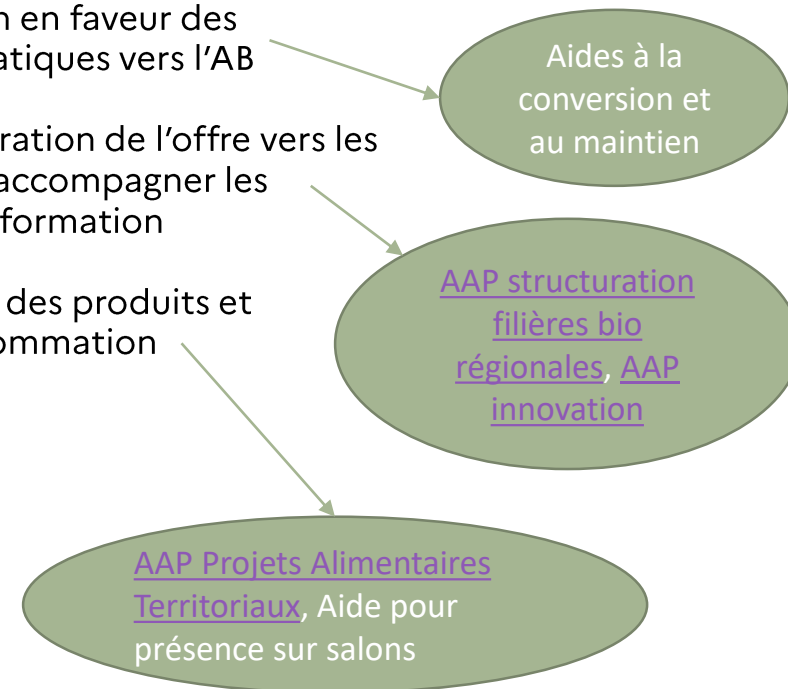 n en faveur des
atiques vers l'AB
ration de l'offre vers les
accompagner les
formation
des produits et
ommation
Aides à la
conversion et
au maintien
AAP structuration
filières bio
régionales, AAP
innovation
AAP Projets Alimentaires
Territoriaux, Aide pour
présence sur salons